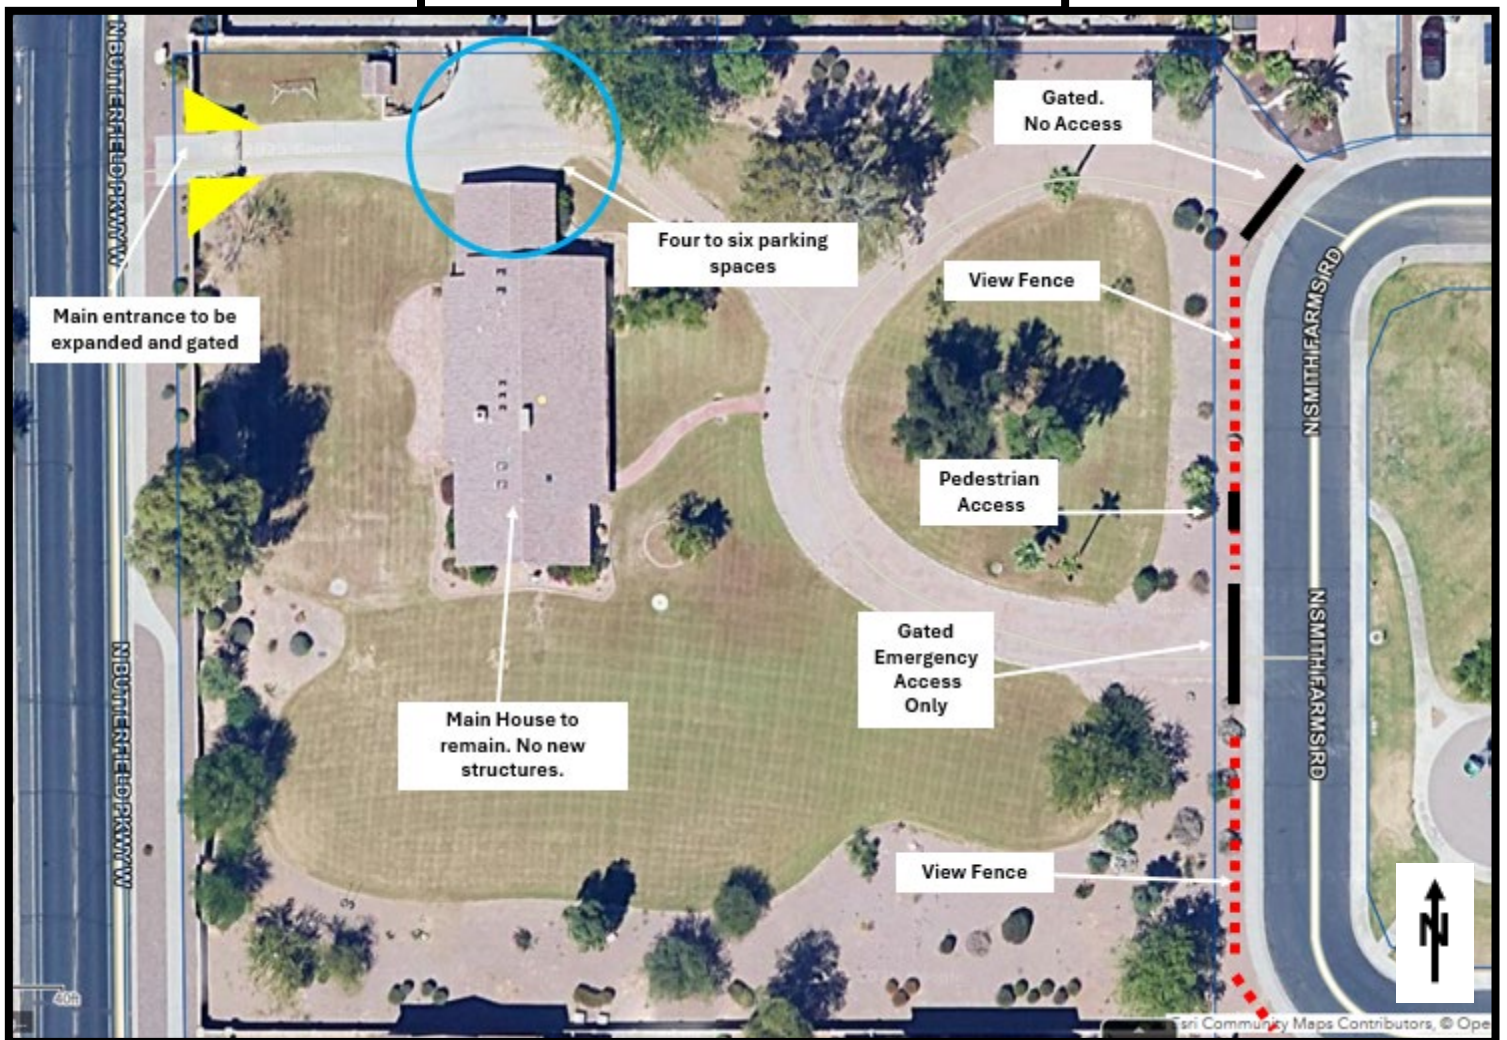 N BUTTERFIELD PKWY W
Gated.
No Access
Four to six parking
spaces
View Fence
Main entrance to be
expanded and gated
N SMITH FARMS RD
Pedestrian
Access
Gated
Emergency
Access
Only
N SMITH FARMS RD
N BUTTERFIELD PKWY W
Main House to
remain. No new
structures.
View Fence
N
40ft
Esri Community Maps Contributors, © Ope